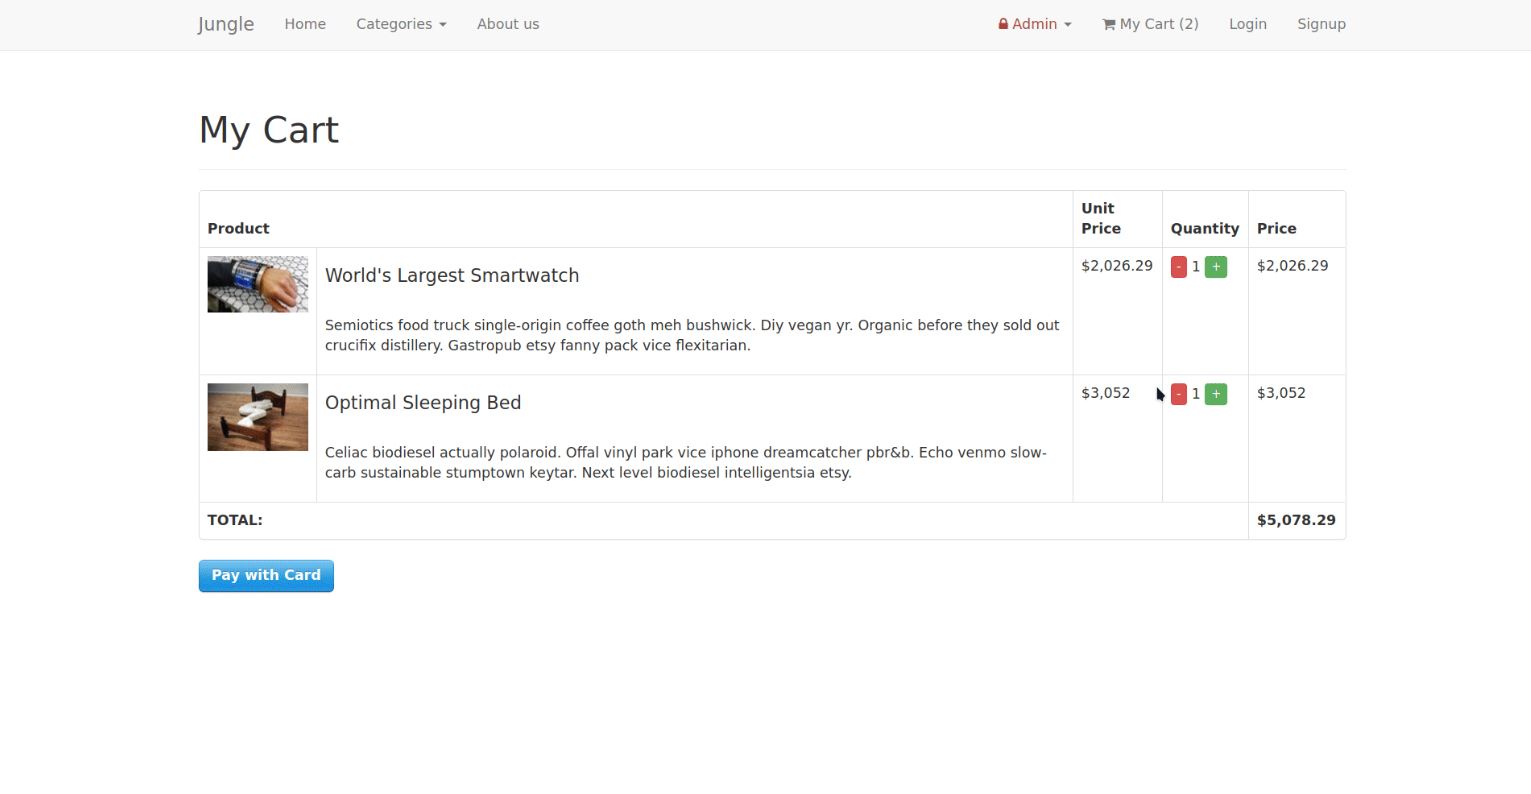 Jungle Home Categories About us Admin My Cart (2) Login Signup
My Cart
Product Unit Price Quantity Price
World's Largest Smartwatch $2,026.29 - 1 + $2,026.29
Semiotics food truck single-origin coffee goth meh bushwick. Diy vegan yr. Organic before they sold out
crucifix distillery. Gastropub etsy fanny pack vice flexitarian.
Optimal Sleeping Bed $3,052 - 1 + $3,052
Celiac biodiesel actually polaroid. Offal vinyl park vice iphone dreamcatcher pbr&b. Echo venmo slow-
carb sustainable stumptown keytar. Next level biodiesel intelligentsia etsy.
TOTAL: $5,078.29
Pay with Card